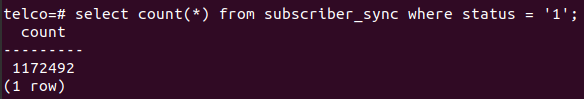 telco=# select count(*) from subscriber_sync where status = '1';
count
---------
1172492
(1 row)